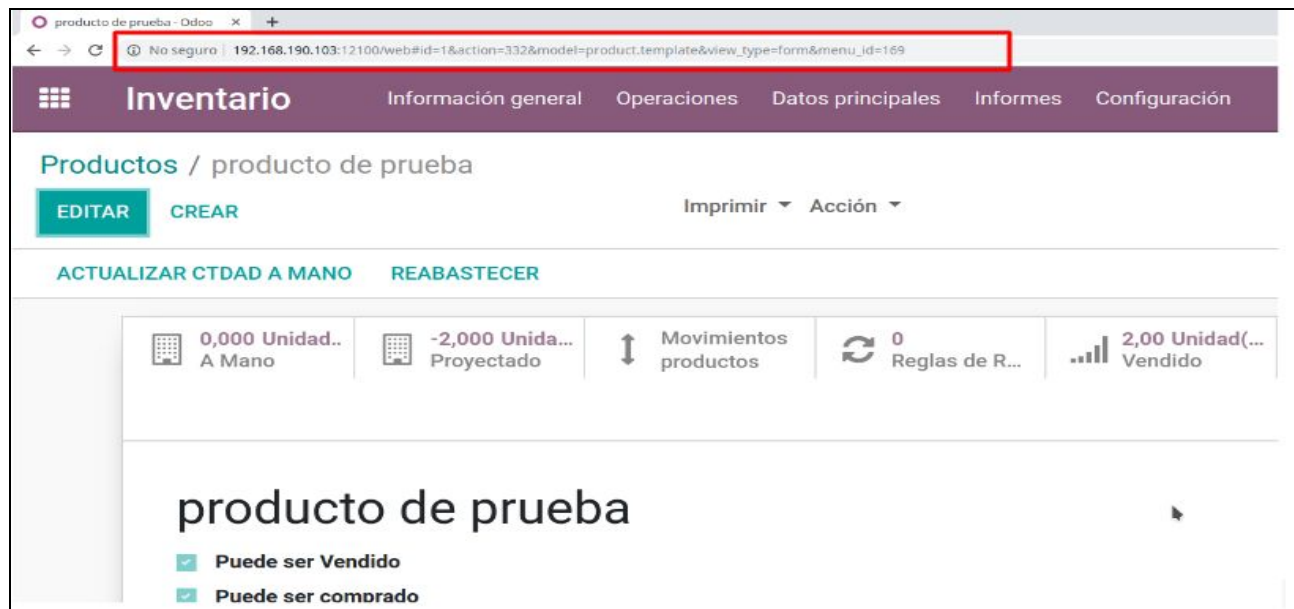 producto de prueba - Odoo × +
No seguro | 192.168.190.103:12100/web#id=1&action=332&model=product.template&view_type=form&menu_id=169
Inventario Información general Operaciones Datos principales Informes Configuración
Productos / producto de prueba
EDITAR CREAR Imprimir Acción
ACTUALIZAR CTDAD A MANO REABASTECER
0,000 Unidad.. -2,000 Unida... Movimientos 0 2,00 Unidad(...
A Mano Proyectado productos Reglas de R... Vendido
producto de prueba
Puede ser Vendido
Puede ser comprado